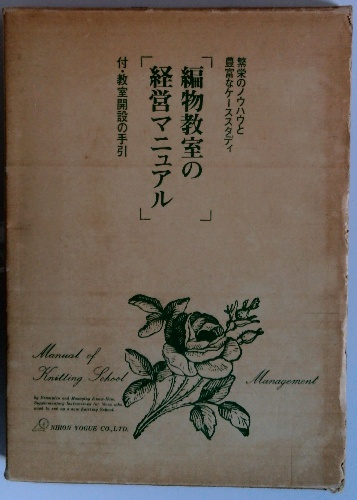 繁栄のノウハウと
豊富なケーススタディ
編物教室の
経営マニュアル
付・教室開設の手引
Manual of
Knitting School
Management
NIHON VOGUE CO., LTD.